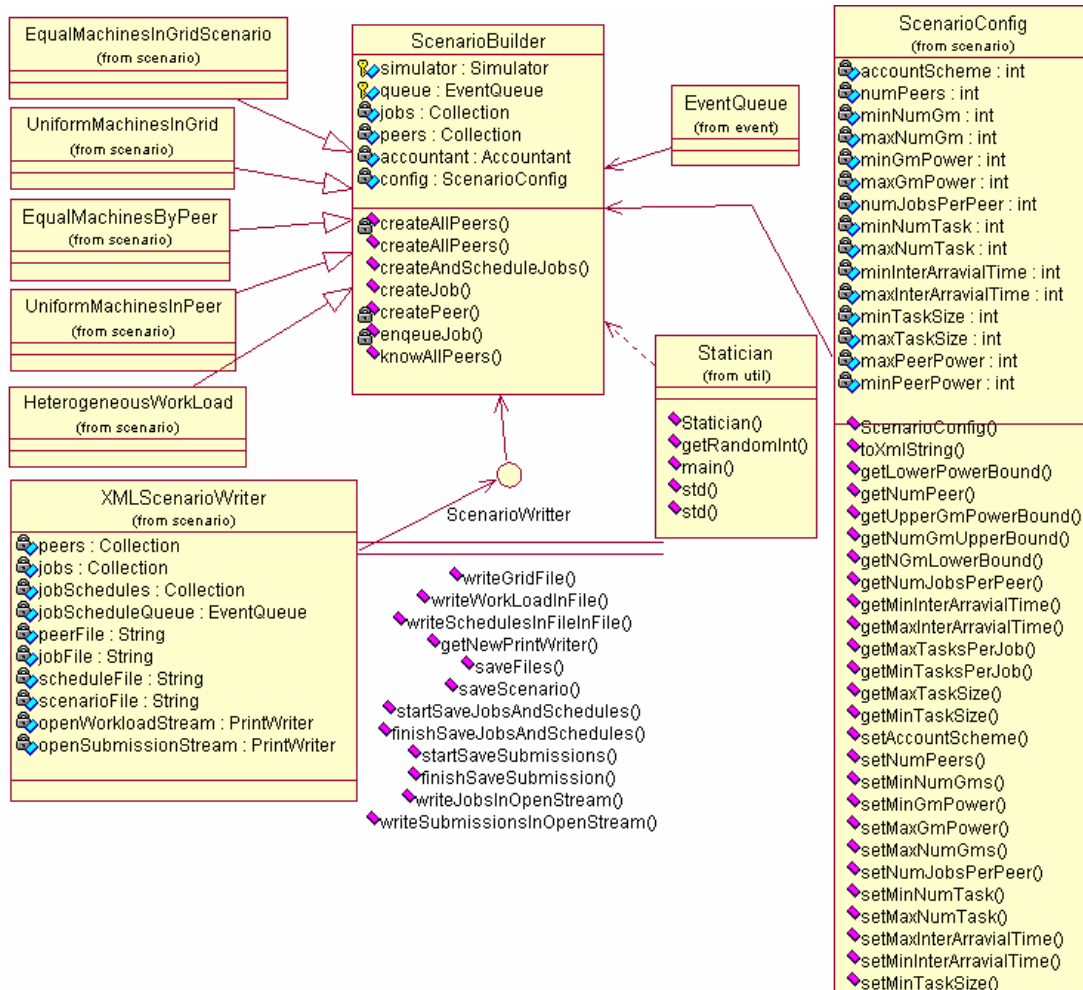 EqualMachinesInGridScenario
(from scenario)
UniformMachinesInGrid
(from scenario)
EqualMachinesByPeer
(from scenario)
UniformMachinesInPeer
(from scenario)
HeterogeneousWorkLoad
(from scenario)
ScenarioBuilder
simulator : Simulator
queue : EventQueue
jobs : Collection
peers : Collection
accountant : Accountant
config : ScenarioConfig
createAllPeers()
createAllPeers()
createAndScheduleJobs()
createJob()
createPeer()
enqeueJob()
knowAllPeers()
EventQueue
(from event)
Statician
(from util)
Statician()
getRandomInt()
main()
std()
std()
XMLScenarioWriter
(from scenario)
peers : Collection
jobs : Collection
jobSchedules : Collection
jobScheduleQueue : EventQueue
peerFile : String
jobFile : String
scheduleFile : String
scenarioFile : String
openWorkloadStream : PrintWriter
openSubmissionStream : PrintWriter
ScenarioWritter
writeGridFile()
writeWorkLoadInFile()
writeSchedulesInFileInFile()
getNewPrintWriter()
saveFiles()
saveScenario()
startSaveJobsAndSchedules()
finishSaveJobsAndSchedules()
startSaveSubmissions()
finishSaveSubmission()
writeJobsInOpenStream()
writeSubmissionsInOpenStream()
ScenarioConfig
(from scenario)
accountScheme : int
numPeers : int
minNumGm : int
maxNumGm : int
minGmPower : int
maxGmPower : int
numJobsPerPeer : int
minNumTask : int
maxNumTask : int
minInterArravialTime : int
maxInterArravialTime : int
minTaskSize : int
maxTaskSize : int
maxPeerPower : int
minPeerPower : int
ScenarioConfig()
toXmlString()
getLowerPowerBound()
getNumPeer()
getUpperGmPowerBound()
getNumGmUpperBound()
getNGmLowerBound()
getNumJobsPerPeer()
getMinInterArravialTime()
getMaxInterArravialTime()
getMaxTasksPerJob()
getMinTasksPerJob()
getMaxTaskSize()
getMinTaskSize()
setAccountScheme()
setNumPeers()
setMinNumGms()
setMinGmPower()
setMaxGmPower()
setMaxNumGms()
setNumJobsPerPeer()
setMinNumTask()
setMaxNumTask()
setMaxInterArravialTime()
setMinInterArravialTime()
setMinTaskSize()